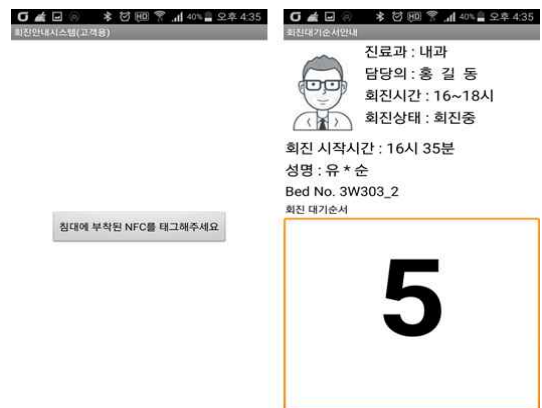 HD 40% 오후 4:35
회진안내시스템(고객용)
침대에 부착된 NFC를 태그해주세요
HD 40% 오후 4:35
회진대기순서안내
진료과 : 내과
담당의 : 홍 길 동
회진시간 : 16~18시
회진상태 : 회진중
회진 시작시간 : 16시 35분
성명 : 유 * 순
Bed No. 3W303_2
회진 대기순서
5